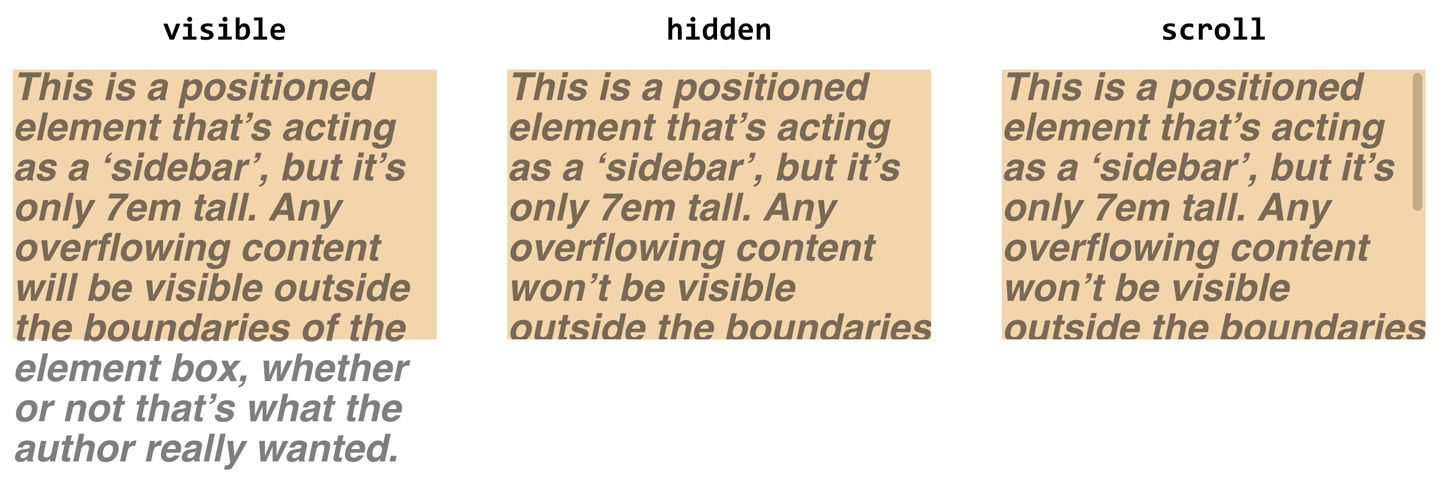 visible
This is a positioned
element that’s acting
as a ‘sidebar’, but it’s
only 7em tall. Any
overflowing content
will be visible outside
the boundaries of the
element box, whether
or not that’s what the
author really wanted.
hidden
This is a positioned
element that’s acting
as a ‘sidebar’, but it’s
only 7em tall. Any
overflowing content
won’t be visible
outside the boundaries
scroll
This is a positioned
element that’s acting
as a ‘sidebar’, but it’s
only 7em tall. Any
overflowing content
won’t be visible
outside the boundaries